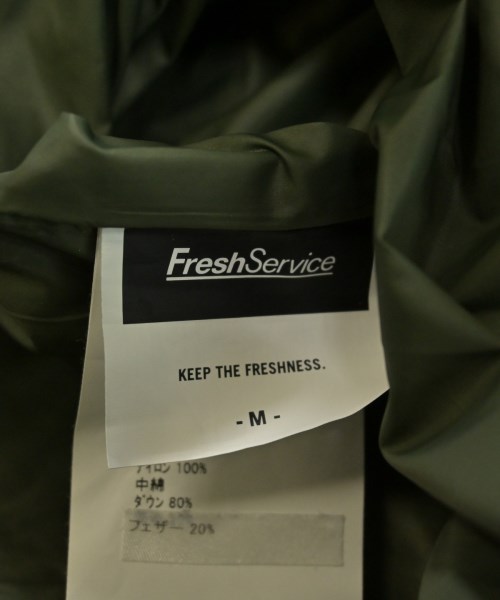 FreshService
KEEP THE FRESHNESS.
- M -
ナイロン 100%
中綿
ダウン 80%
フェザー 20%